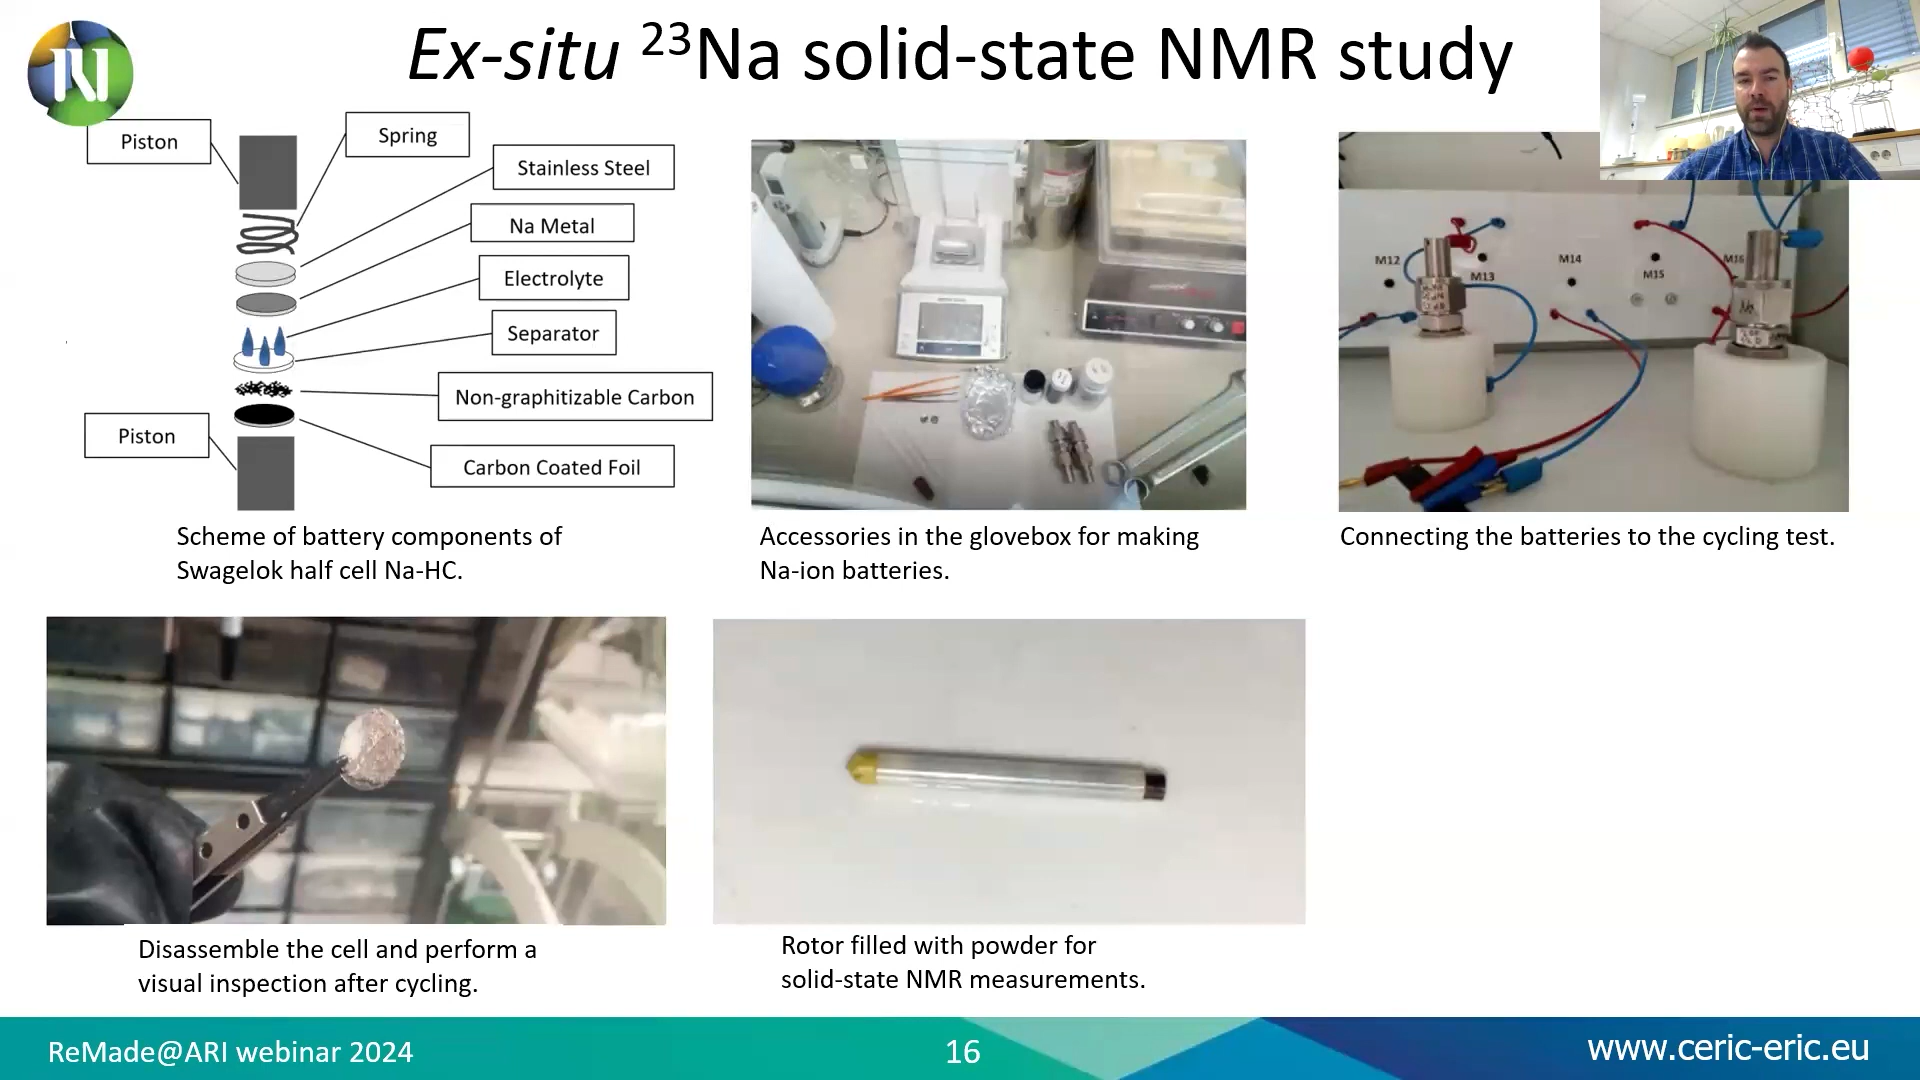 Ex-situ ²³Na solid-state NMR study
Piston
Spring
Stainless Steel
Na Metal
Electrolyte
Separator
Non-graphitizable Carbon
Piston
Carbon Coated Foil
Scheme of battery components of
Swagelok half cell Na-HC.
Accessories in the glovebox for making
Na-ion batteries.
M12
M13
M14
M15
M16
Connecting the batteries to the cycling test.
Disassemble the cell and perform a
visual inspection after cycling.
Rotor filled with powder for
solid-state NMR measurements.
ReMade@ARI webinar 2024
16
www.ceric-eric.eu